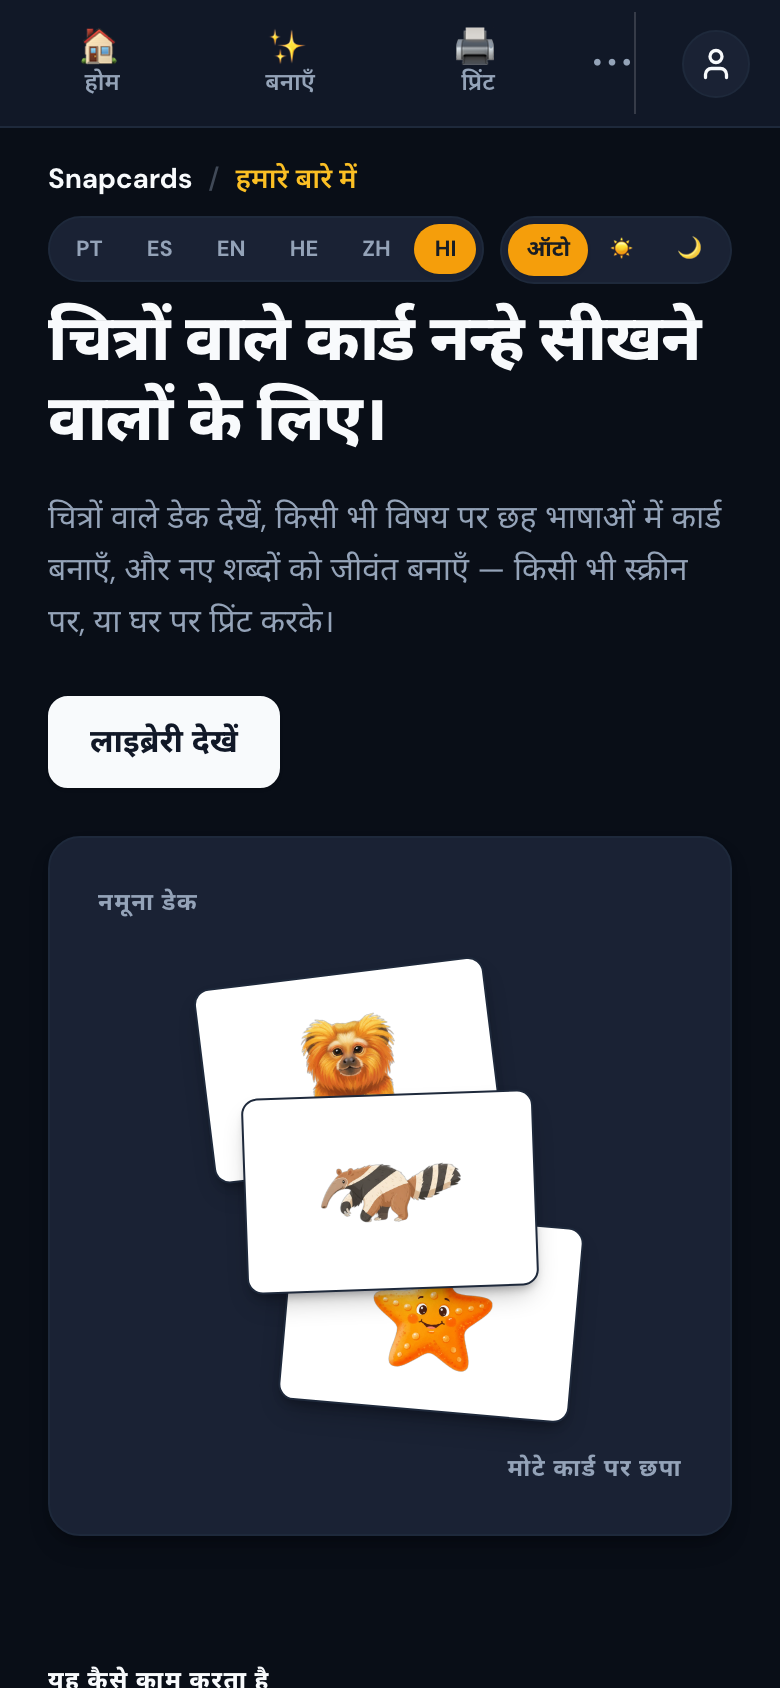 होम
बनाएँ
प्रिंट
Snapcards / हमारे बारे में
PT ES EN HE ZH HI ऑटो
चित्रों वाले कार्ड नन्हे सीखने
वालों के लिए।
चित्रों वाले डेक देखें, किसी भी विषय पर छह भाषाओं में कार्ड
बनाएँ, और नए शब्दों को जीवंत बनाएँ — किसी भी स्क्रीन
पर, या घर पर प्रिंट करके।
लाइब्रेरी देखें
नमूना डेक
मोटे कार्ड पर छपा
यह कैसे काम करता है